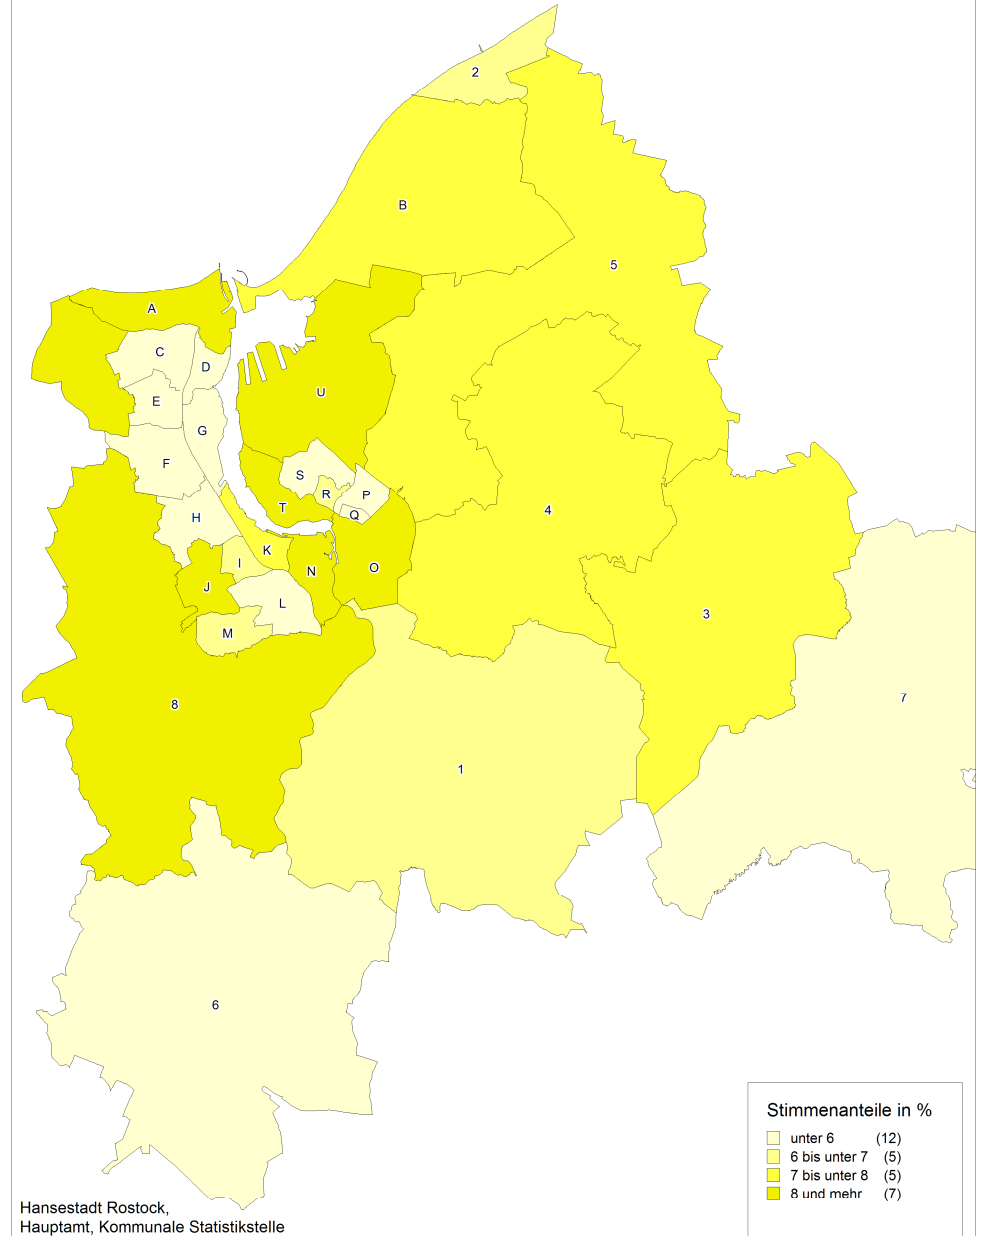 2
B
5
A
C
D
E
U
G
F
S
R
P
T
Q
4
H
K
I
N
O
J
L
3
M
7
8
1
6
Stimmenanteile in %
unter 6 (12)
6 bis unter 7 (5)
7 bis unter 8 (5)
8 und mehr (7)
Hansestadt Rostock,
Hauptamt, Kommunale Statistikstelle